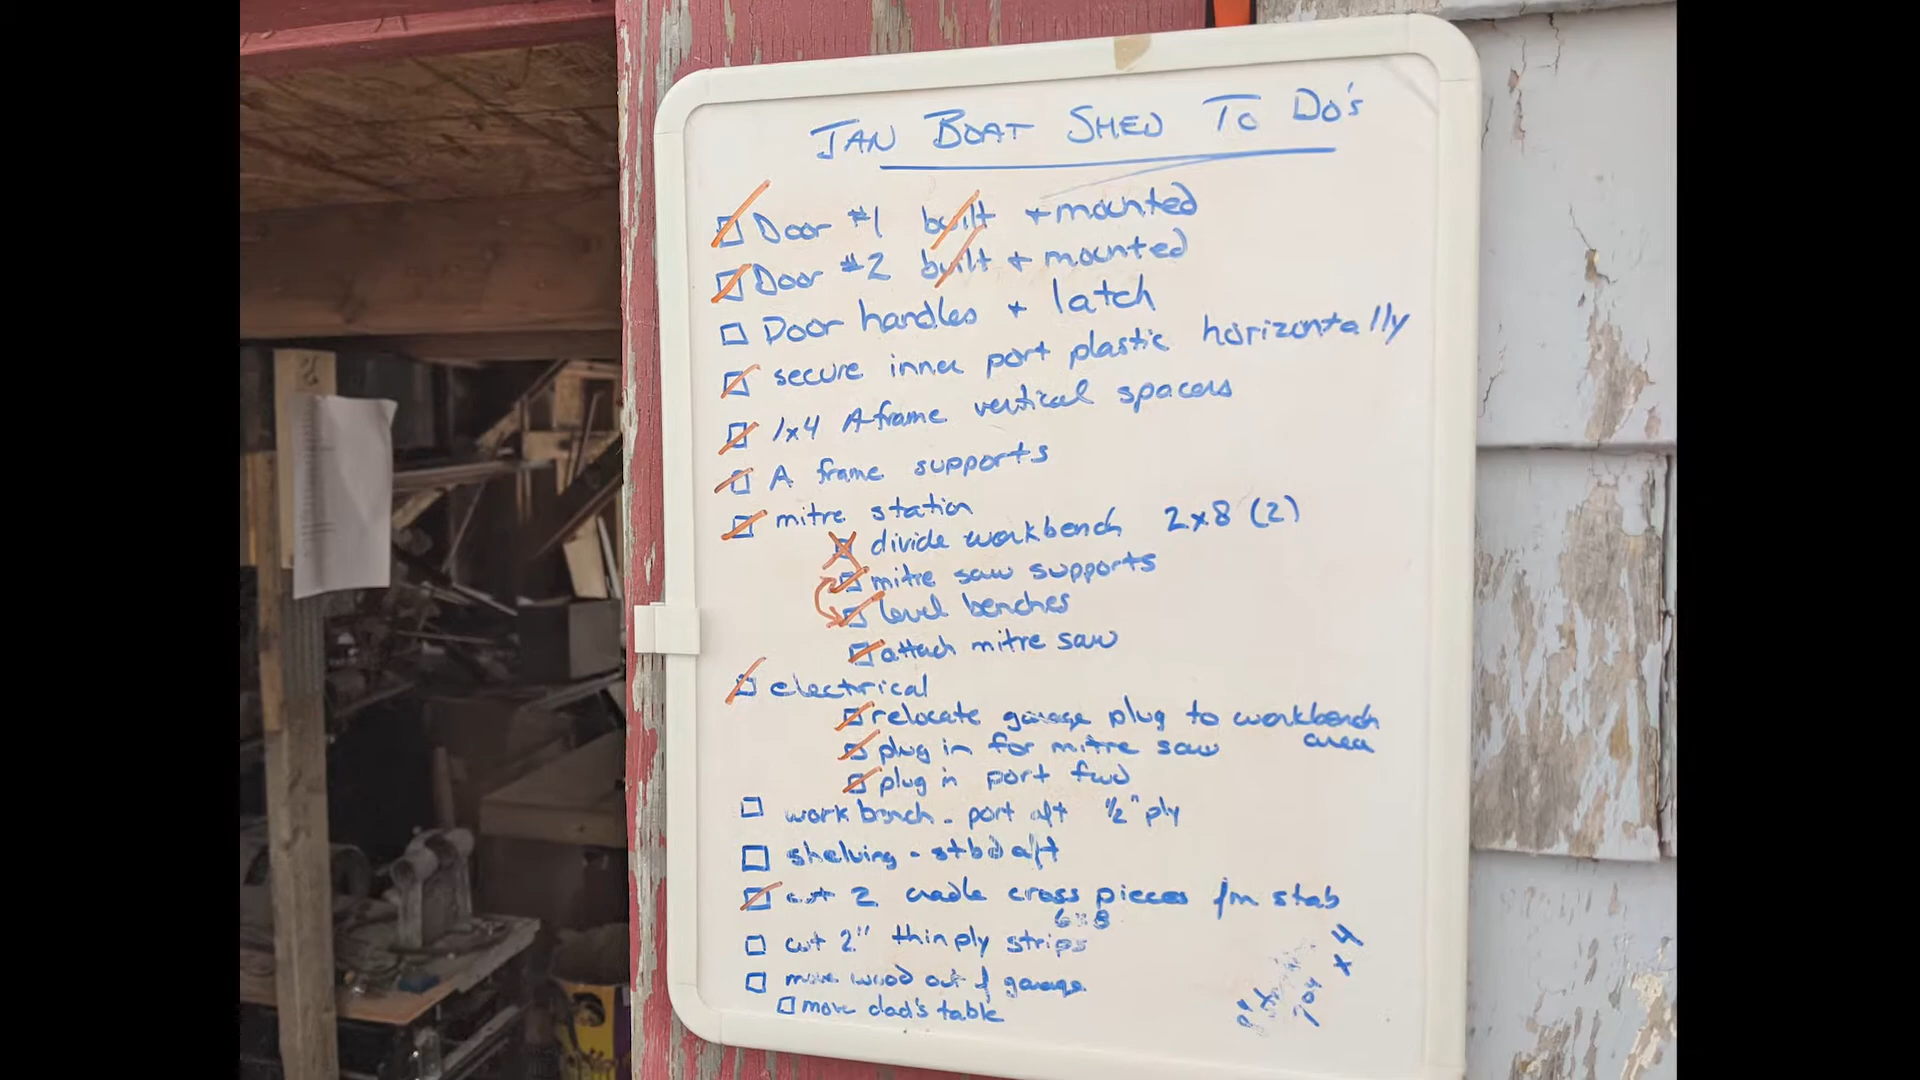 JAN BOAT SHED TO DO'S
Door #1 built + mounted
Door #2 built + mounted
Door handles + latch
secure inner port plastic horizontally
1x4 A-frame vertical spacers
A frame supports
mitre station
divide workbench 2x8 (2)
mitre saw supports
level benches
attach mitre saw
electrical
relocate garage plug to workbench
area
plug in for mitre saw
plug in port fwd
work bench - port aft 1/2" ply
shelving - stbd aft
cut 2 cradle cross pieces fm stab
6x8
cut 2" thin ply strips
move wood out of garage
move dad's table
x 4